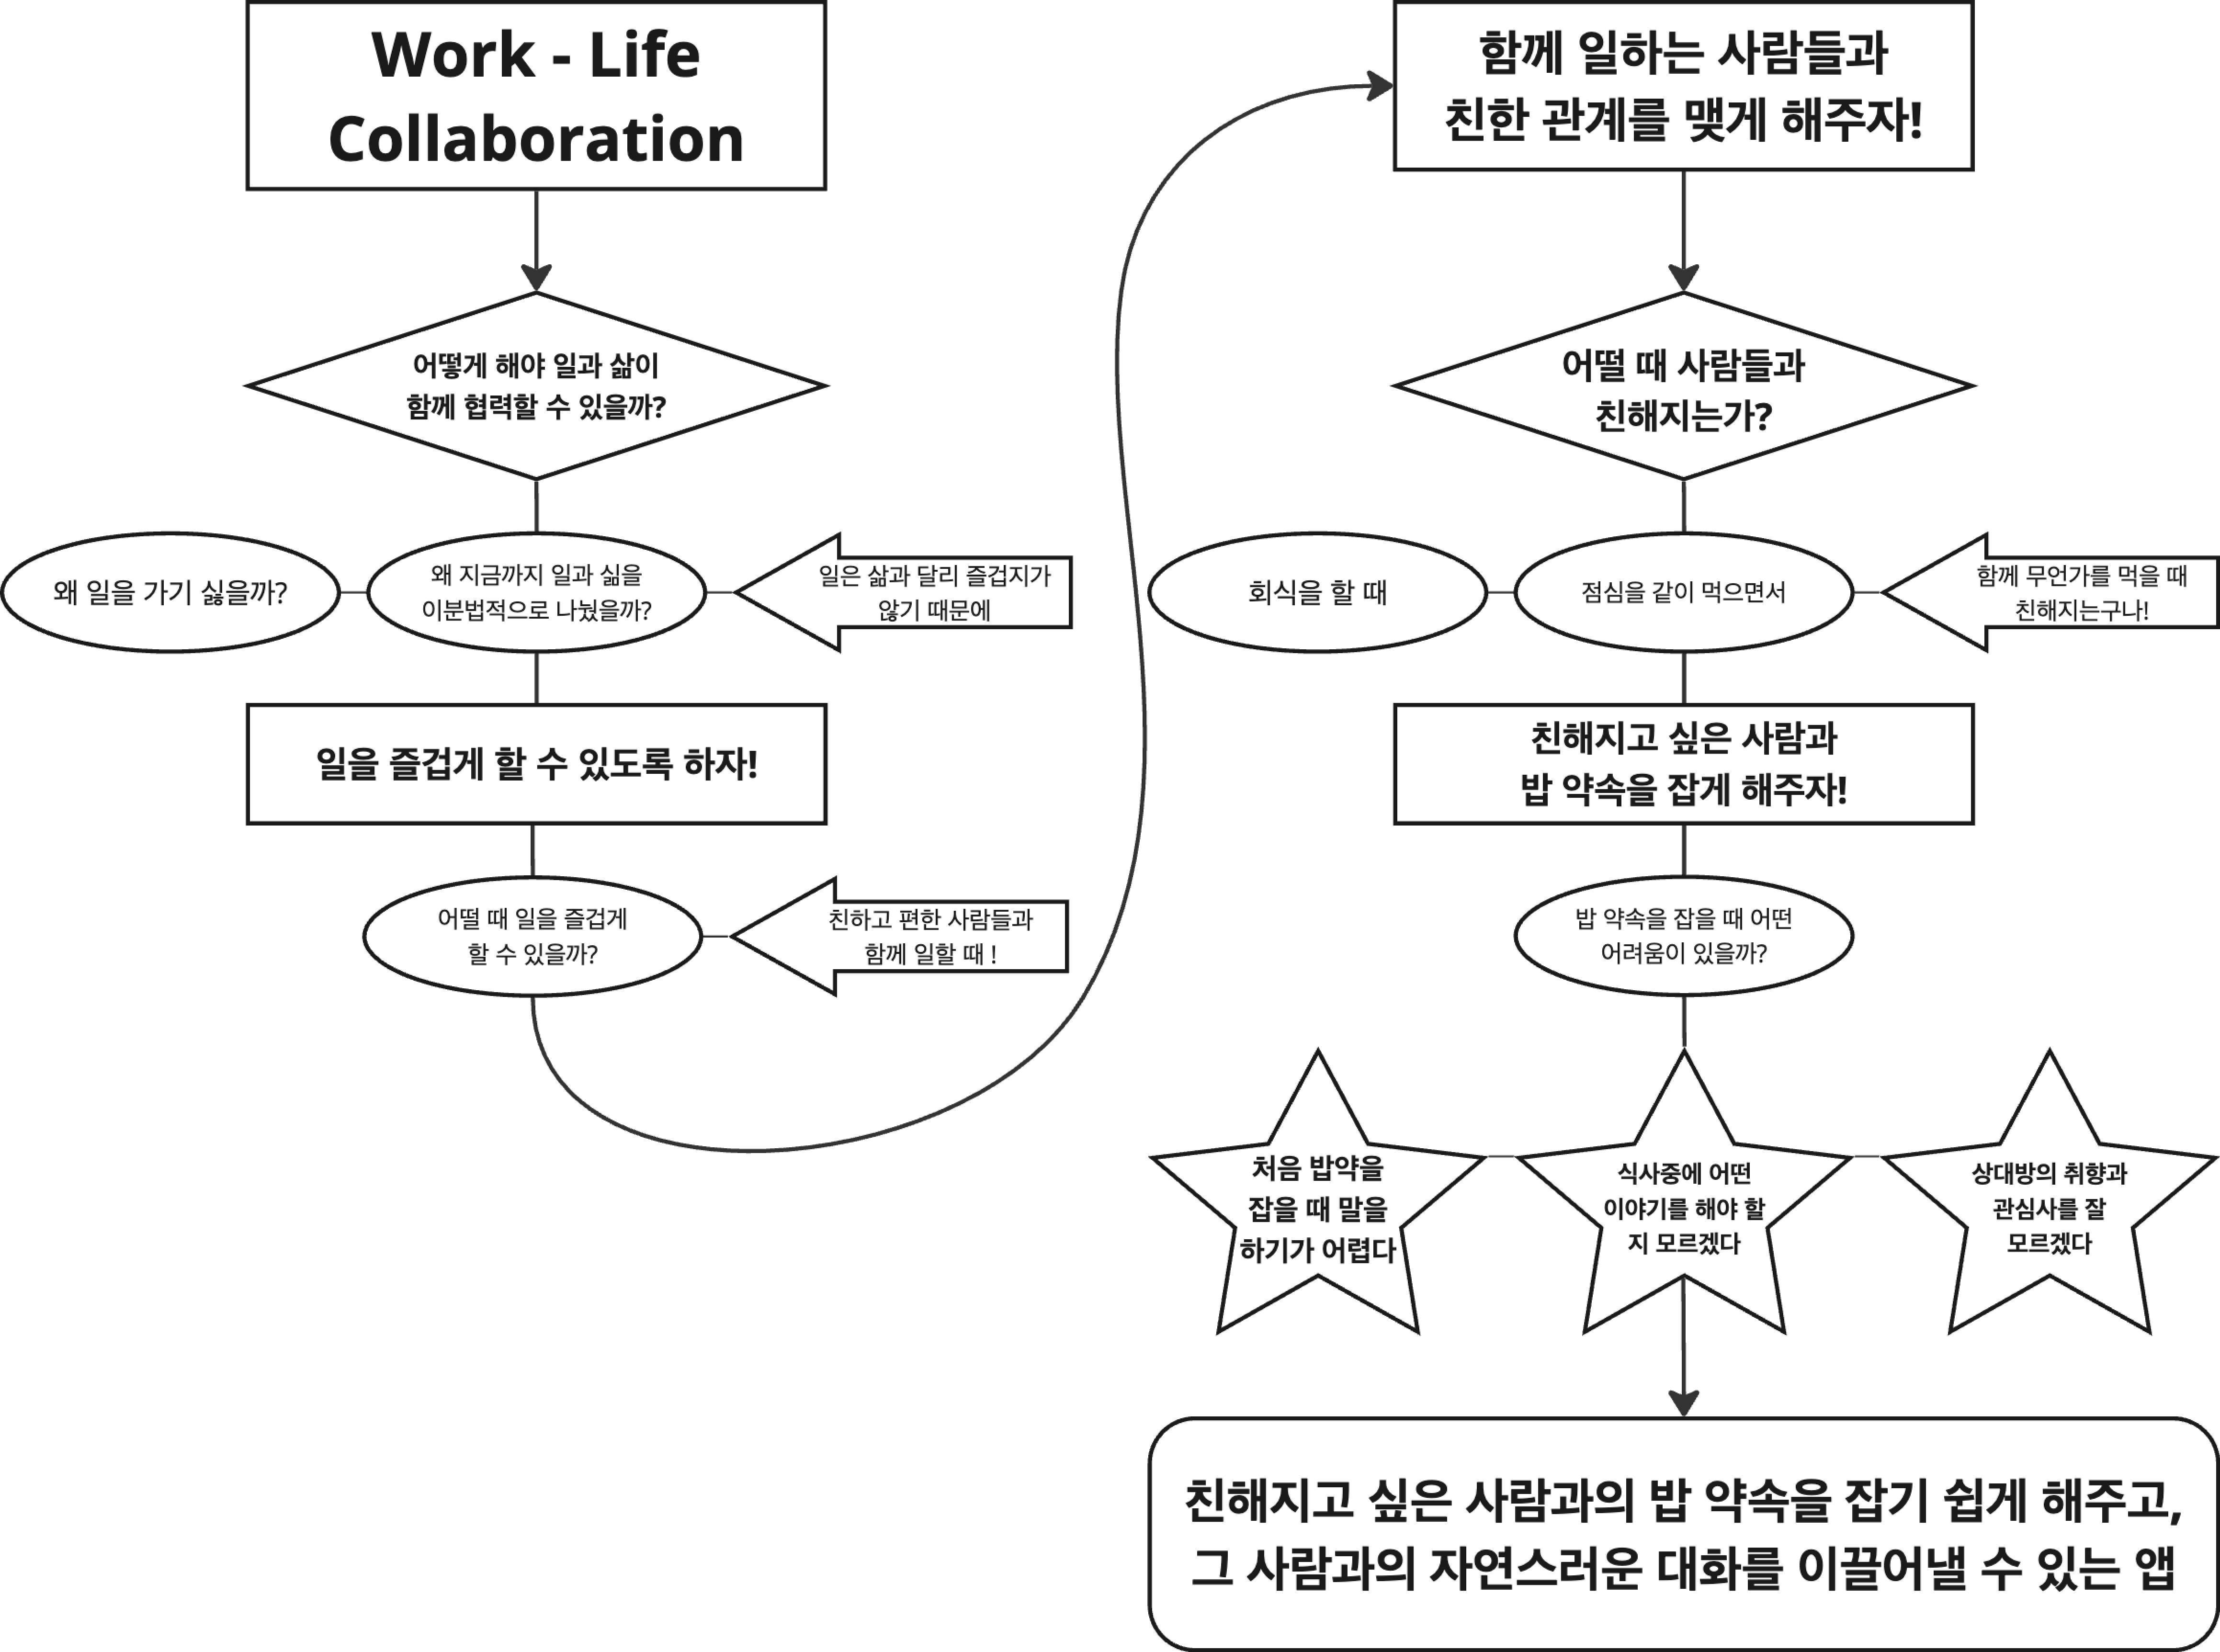 Work - Life
Collaboration
어떻게 해야 일과 삶이
함께 협력할 수 있을까?
왜 일을 가기 싫을까?
왜 지금까지 일과 싦을
이분법적으로 나눴을까?
일은 삶과 달리 즐겁지가
않기 때문에
일을 즐겁게 할 수 있도록 하자!
어떨 때 일을 즐겁게
할 수 있을까?
친하고 편한 사람들과
함께 일할 때 !
함께 일하는 사람들과
친한 관계를 맺게 해주자!
어떨 때 사람들과
친해지는가?
회식을 할 때
점심을 같이 먹으면서
함께 무언가를 먹을 때
친해지는구나!
친해지고 싶은 사람과
밥 약속을 잡게 해주자!
밥 약속을 잡을 때 어떤
어려움이 있을까?
처음 밥약을
잡을 때 말을
하기가 어렵다
식사중에 어떤
이야기를 해야 할
지 모르겠다
상대방의 취향과
관심사를 잘
모르겠다
친해지고 싶은 사람과의 밥 약속을 잡기 쉽게 해주고,
그 사람과의 자연스러운 대화를 이끌어낼 수 있는 앱